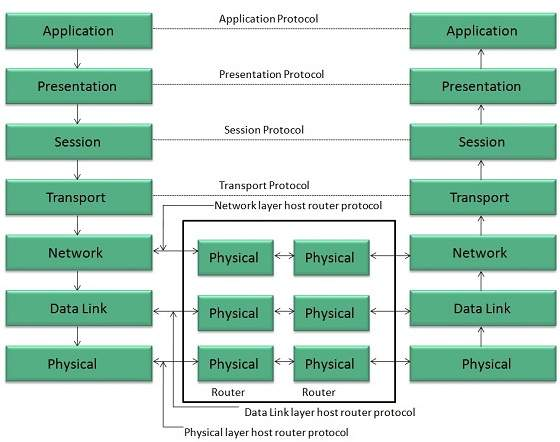 Application Application Protocol Application
Presentation Presentation Protocol Presentation
Session Session Protocol Session
Transport Transport Protocol Transport
Network layer host router protocol
Network Physical Physical Network
Data Link Physical Physical Data Link
Physical Physical Physical Physical
Router Router
Data Link layer host router protocol
Physical layer host router protocol